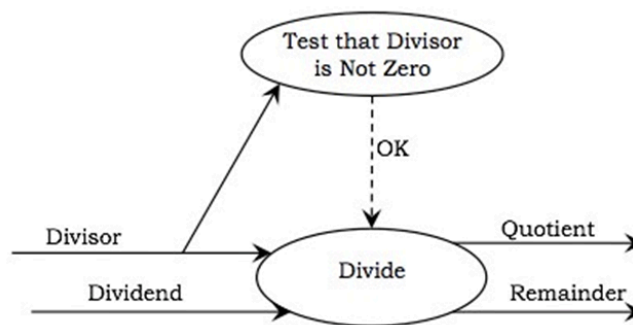 Test that Divisor
is Not Zero
OK
Divisor
Quotient
Divide
Dividend
Remainder